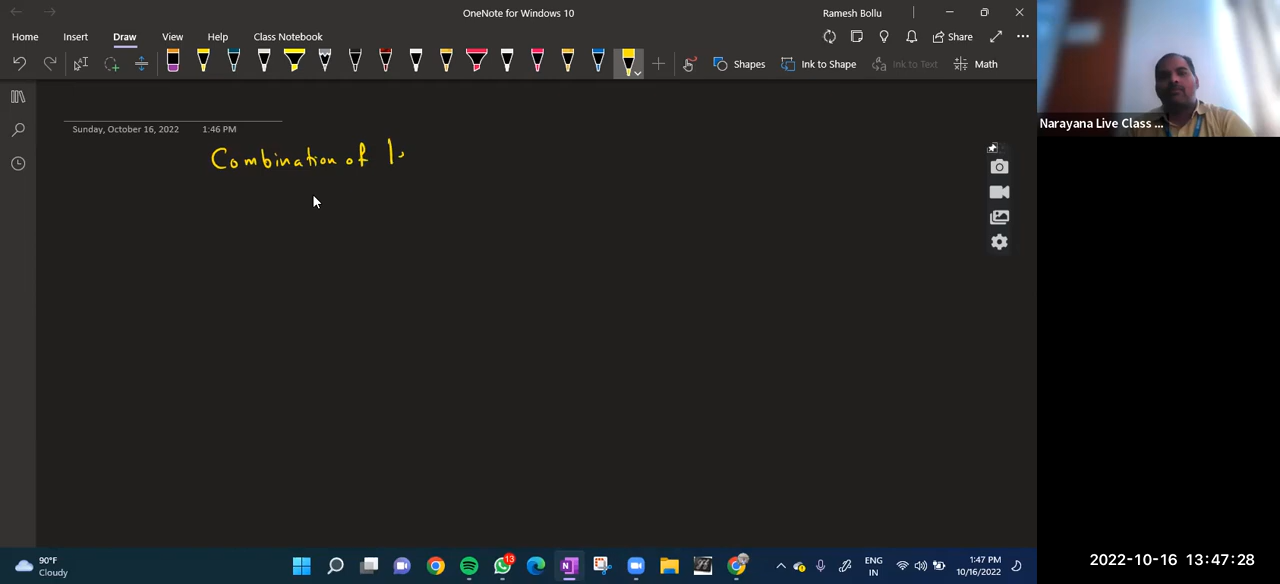 OneNote for Windows 10
Ramesh Bollu
Home Insert Draw View Help Class Notebook
Share
Shapes Ink to Shape Ink to Text Math
Narayana Live Class ...
Sunday, October 16, 2022 1:46 PM
Combination of
90°F
Cloudy
13
ENG
IN
1:47 PM
10/16/2022
2022-10-16 13:47:28